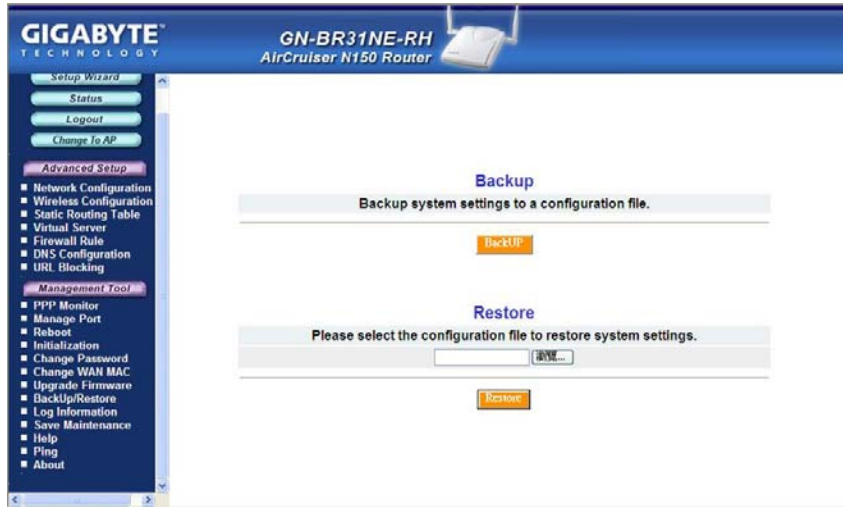 GIGABYTE
TECHNOLOGY
GN-BR31NE-RH
AirCruiser N150 Router
Setup Wizard
Status
Logout
Change To AP
Advanced Setup
Network Configuration
Wireless Configuration
Static Routing Table
Virtual Server
Firewall Rule
DNS Configuration
URL Blocking
Management Tool
PPP Monitor
Manage Port
Reboot
Initialization
Change Password
Change WAN MAC
Upgrade Firmware
BackUp/Restore
Log Information
Save Maintenance
Help
Ping
About
Backup
Backup system settings to a configuration file.
BackUP
Restore
Please select the configuration file to restore system settings.
瀏覽...
Restore